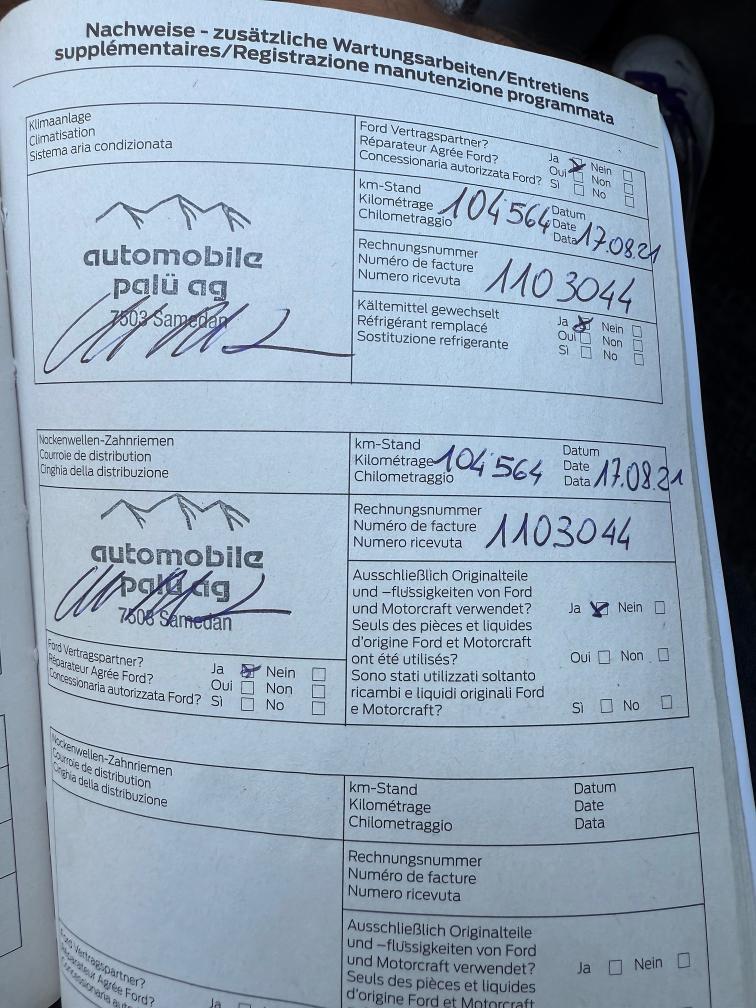 Nachweise - zusätzliche Wartungsarbeiten/Entretiens
supplémentaires/Registrazione manutenzione programmata
Klimaanlage
Climatisation
Sistema aria condizionata
Ford Vertragspartner?
Réparateur Agrée Ford?
Concessionaria autorizzata Ford?
Ja Nein
Oui Non
Sì No
automobile
palü ag
7503 Samedan
km-Stand
Kilométrage
Chilometraggio
104'564
Datum
Date
Data
17.08.21
Rechnungsnummer
Numéro de facture
Numero ricevuta
1103044
Kältemittel gewechselt
Réfrigérant remplacé
Sostituzione refrigerante
Ja Nein
Oui Non
Sì No
Nockenwellen-Zahnriemen
Courroie de distribution
Cinghia della distribuzione
km-Stand
Kilométrage
Chilometraggio
104'564
Datum
Date
Data
17.08.21
automobile
palü ag
7503 Samedan
Rechnungsnummer
Numéro de facture
Numero ricevuta
1103044
Ford Vertragspartner?
Réparateur Agrée Ford?
Concessionaria autorizzata Ford?
Ja Nein
Oui Non
Sì No
Ausschließlich Originalteile
und –flüssigkeiten von Ford
und Motorcraft verwendet?
Ja Nein
Seuls des pièces et liquides
d'origine Ford et Motorcraft
ont été utilisés?
Oui Non
Sono stati utilizzati soltanto
ricambi e liquidi originali Ford
e Motorcraft?
Sì No
Nockenwellen-Zahnriemen
Courroie de distribution
Cinghia della distribuzione
km-Stand
Kilométrage
Chilometraggio
Datum
Date
Data
Rechnungsnummer
Numéro de facture
Numero ricevuta
Ford Vertragspartner?
Réparateur Agrée Ford?
Ja
Ausschließlich Originalteile
und –flüssigkeiten von Ford
und Motorcraft verwendet?
Ja Nein
Seuls des pièces et liquides
d'origine Ford et Motorcraft